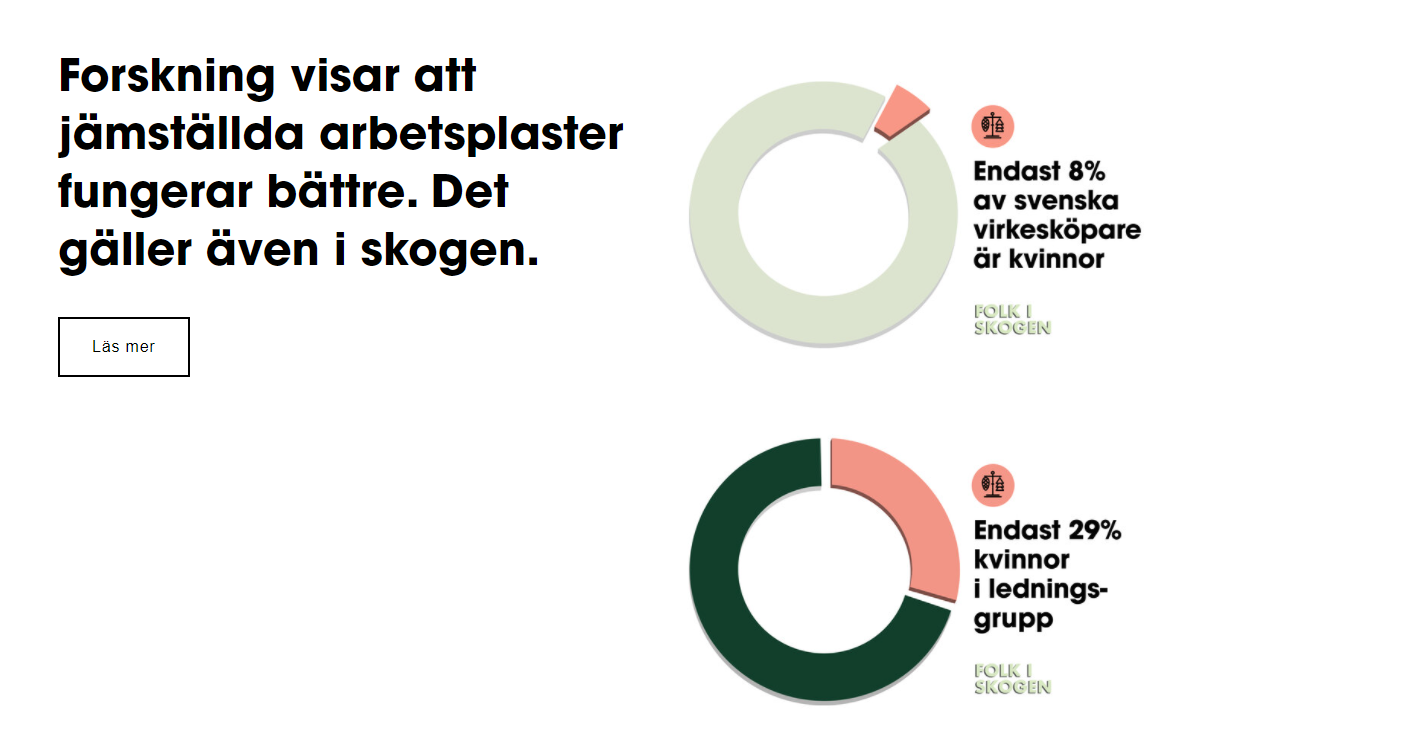 Forskning visar att
jämställda arbetsplaster
fungerar bättre. Det
gäller även i skogen.
Läs mer
Endast 8%
av svenska
virkesköpare
är kvinnor
FOLK I
SKOGEN
Endast 29%
kvinnor
i lednings-
grupp
FOLK I
SKOGEN